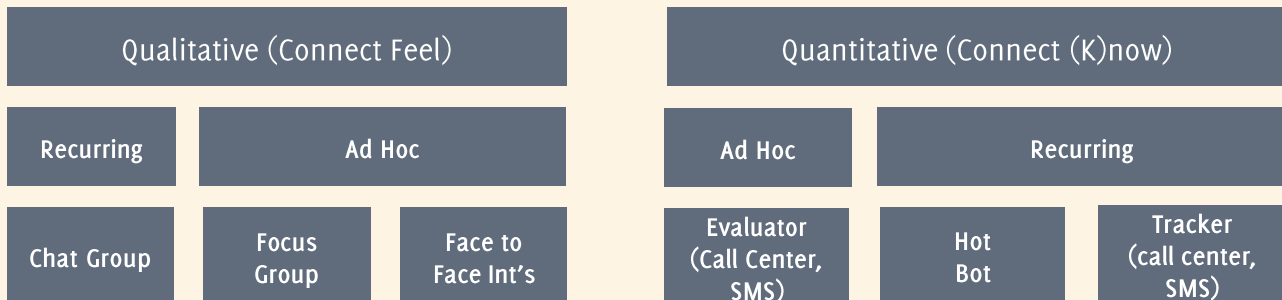 Qualitative (Connect Feel)
Quantitative (Connect (K)now)
Recurring
Ad Hoc
Ad Hoc
Recurring
Chat Group
Focus
Group
Face to
Face Int's
Evaluator
(Call Center,
SMS)
Hot
Bot
Tracker
(call center,
SMS)